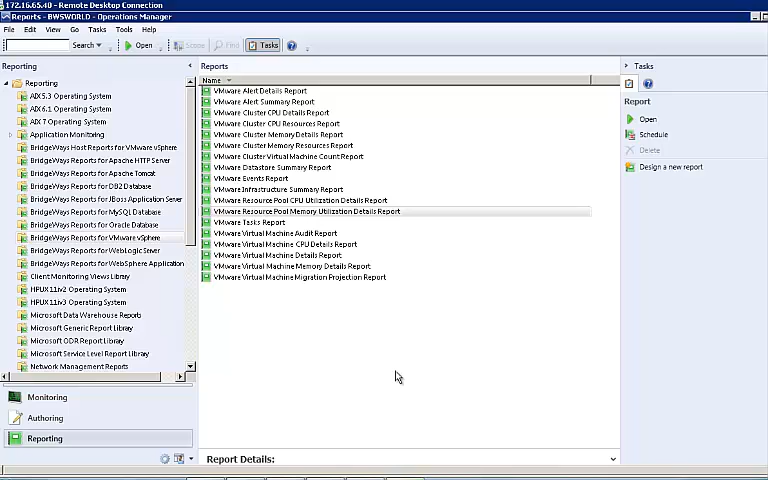 172.16.65.40 - Remote Desktop Connection
Reports - BWSWORLD - Operations Manager
File Edit View Go Tasks Tools Help
Search Open Scope Find Tasks
Reporting
Reporting
AIX5.3 Operating System
AIX6.1 Operating System
AIX 7 Operating System
Application Monitoring
BridgeWays Host Reports for VMware vSphere
BridgeWays Reports for Apache HTTP Server
BridgeWays Reports for Apache Tomcat
BridgeWays Reports for DB2 Database
BridgeWays Reports for JBoss Application Server
BridgeWays Reports for MySQL Database
BridgeWays Reports for Oracle Database
BridgeWays Reports for VMware vSphere
BridgeWays Reports for WebLogic Server
BridgeWays Reports for WebSphere Application
Client Monitoring Views Library
HPUX11iv2 Operating System
HPUX11iv3 Operating System
Microsoft Data Warehouse Reports
Microsoft Generic Report Library
Microsoft ODR Report Library
Microsoft Service Level Report Library
Network Management Reports
Monitoring
Authoring
Reporting
Reports
Name
VMware Alert Details Report
VMware Alert Summary Report
VMware Cluster CPU Details Report
VMware Cluster CPU Resources Report
VMware Cluster Memory Details Report
VMware Cluster Memory Resources Report
VMware Cluster Virtual Machine Count Report
VMware Datastore Summary Report
VMware Events Report
VMware Infrastructure Summary Report
VMware Resource Pool CPU Utilization Details Report
VMware Resource Pool Memory Utilization Details Report
VMware Tasks Report
VMware Virtual Machine Audit Report
VMware Virtual Machine CPU Details Report
VMware Virtual Machine Details Report
VMware Virtual Machine Memory Details Report
VMware Virtual Machine Migration Projection Report
Report Details:
Tasks
Report
Open
Schedule
Delete
Design a new report